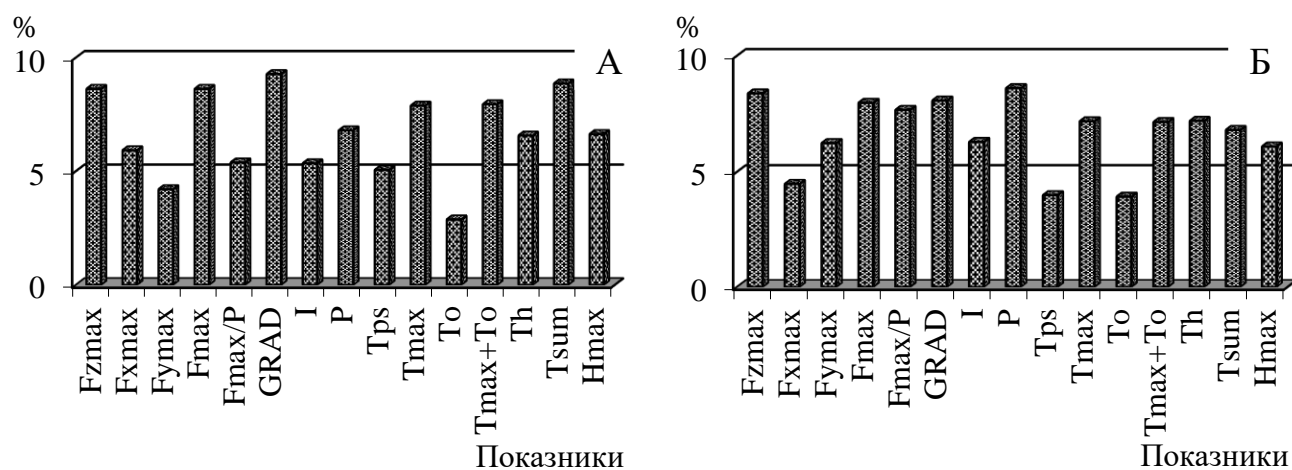 %
10
А
5
0
Fzmax
Fxmax
Fymax
Fmax
Fmax/P
GRAD
I
P
Tps
Tmax
To
Tmax+To
Th
Tsum
Hmax
Показники
%
10
Б
5
0
Fzmax
Fxmax
Fymax
Fmax
Fmax/P
GRAD
I
P
Tps
Tmax
To
Tmax+To
Th
Tsum
Hmax
Показники